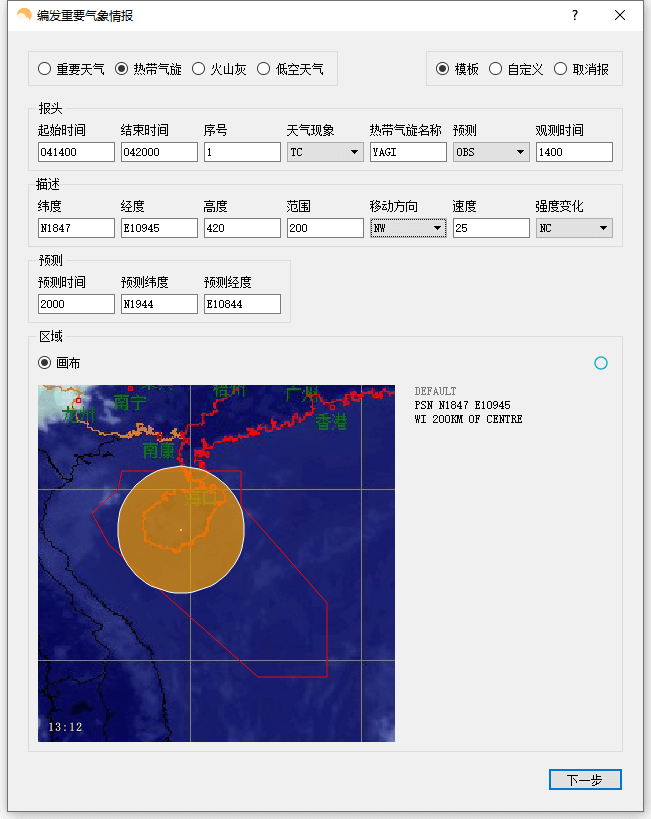 编发重要气象情报
重要天气 热带气旋 火山灰 低空天气 模板 自定义 取消报
报头
起始时间 结束时间 序号 天气现象 热带气旋名称 预测 观测时间
041400 042000 1 TC YAGI OBS 1400
描述
纬度 经度 高度 范围 移动方向 速度 强度变化
N1847 E10945 420 200 NW 25 NC
预测
预测时间 预测纬度 预测经度
2000 N1944 E10844
区域
画布
DEFAULT
PSN N1847 E10945
WI 200KM OF CENTRE
梧州
广州
南宁
龙州
香港
南康
海口
13:12
下一步